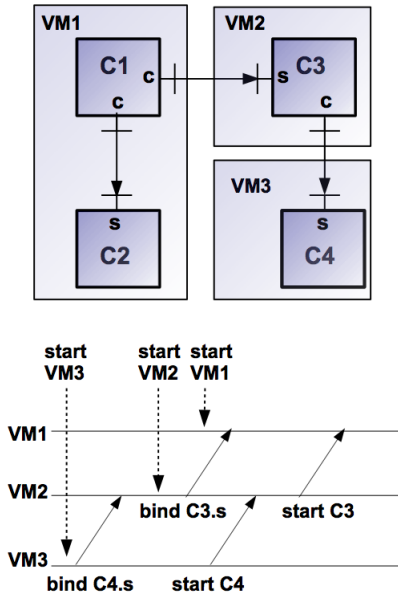 VM1
VM2
C1
c
s
C3
c
c
VM3
s
s
C2
C4
start
VM3
start
VM2
start
VM1
VM1
VM2
bind C3.s
start C3
VM3
bind C4.s
start C4